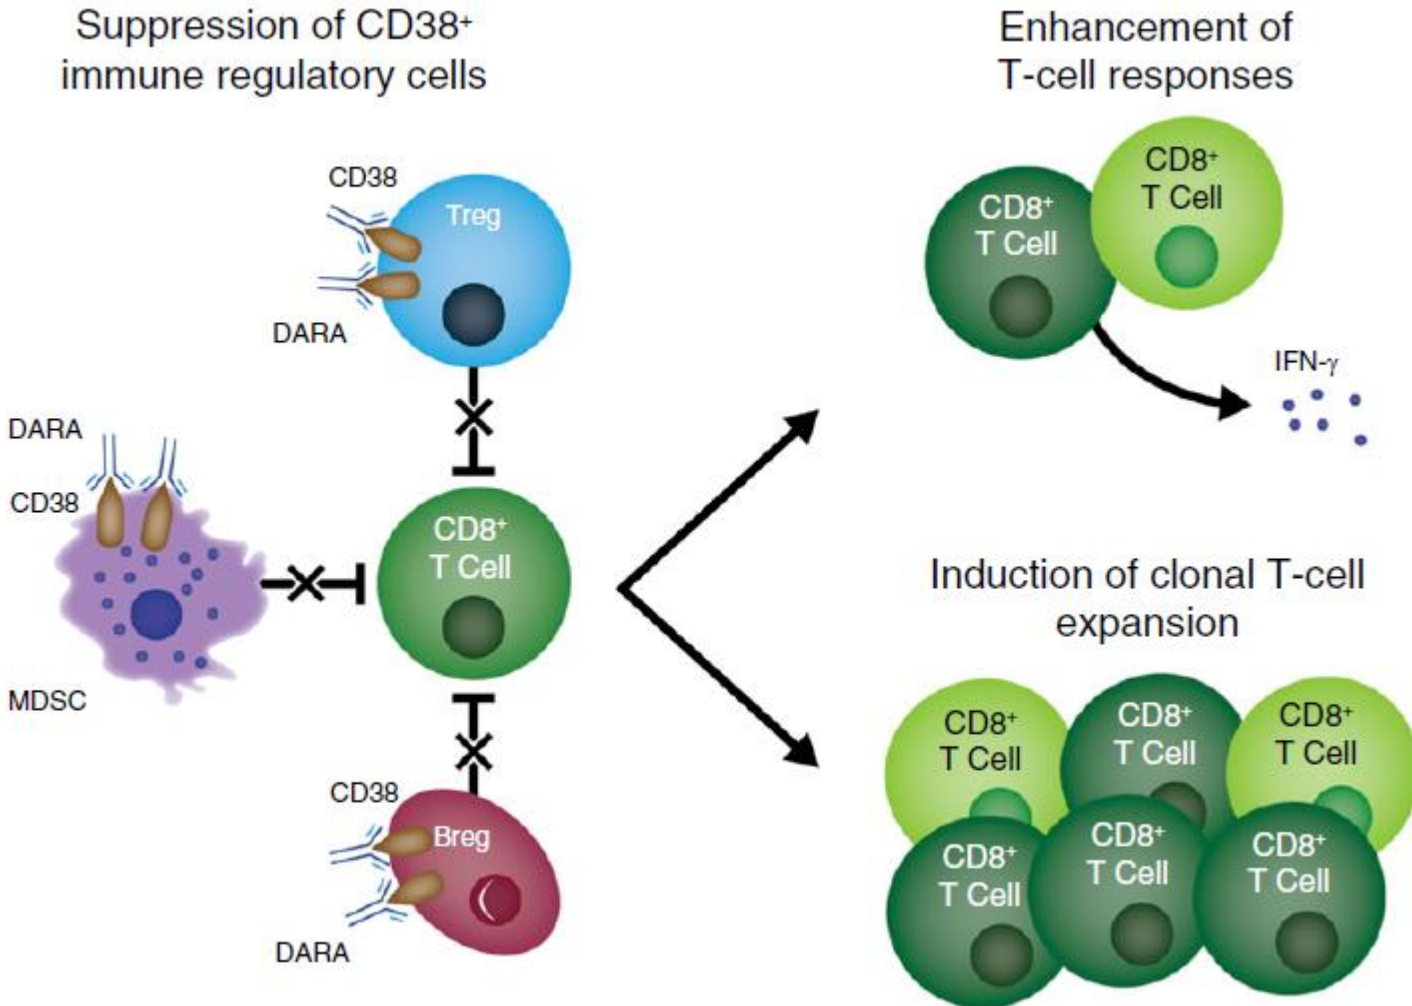 Suppression of CD38⁺
immune regulatory cells
CD38
Treg
DARA
DARA
CD38
MDSC
CD8⁺
T Cell
CD38
Breg
DARA
Enhancement of
T-cell responses
CD8⁺
T Cell
CD8⁺
T Cell
IFN-γ
Induction of clonal T-cell
expansion
CD8⁺
T Cell
CD8⁺
T Cell
CD8⁺
T Cell
CD8⁺
T Cell
CD8⁺
T Cell
CD8⁺
T Cell